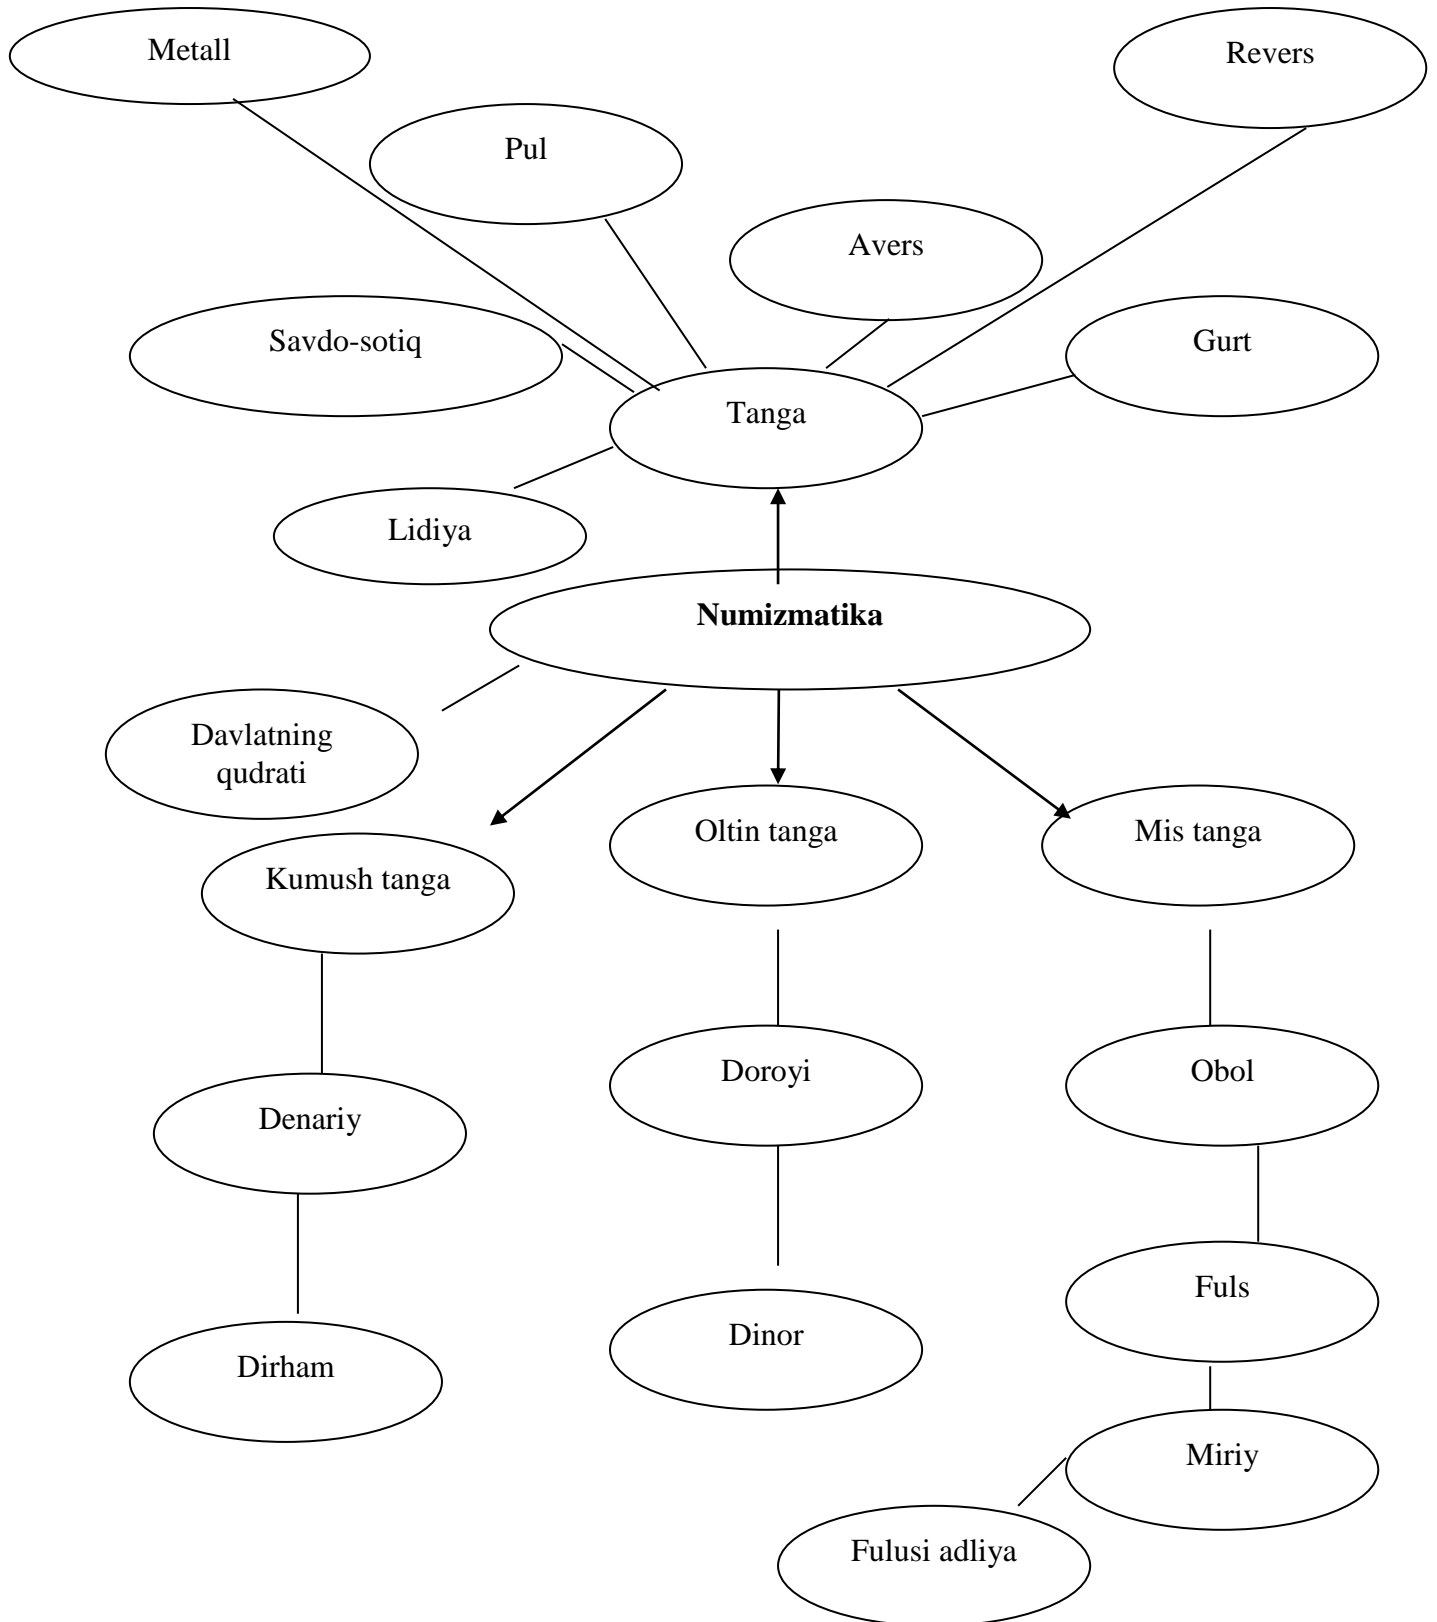 Metall
Revers
Pul
Avers
Savdo-sotiq
Gurt
Tanga
Lidiya
Numizmatika
Davlatning
qudrati
Oltin tanga
Mis tanga
Kumush tanga
Doroyi
Obol
Denariy
Fuls
Dinor
Dirham
Miriy
Fulusi adliya